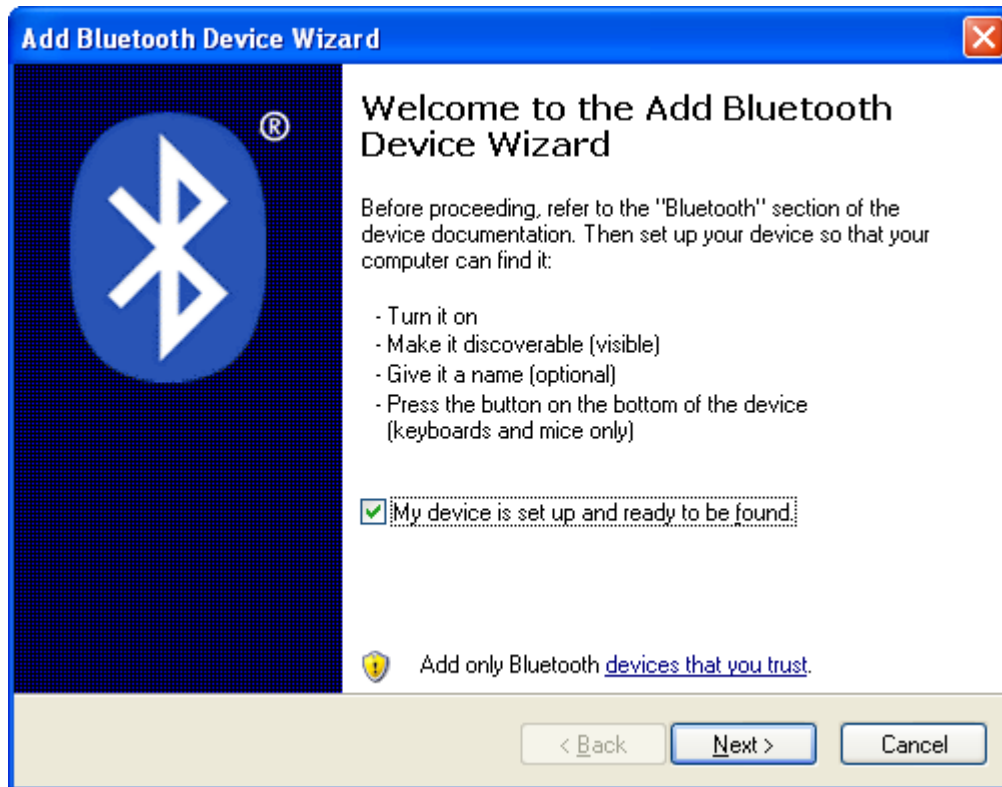 Add Bluetooth Device Wizard
®
Welcome to the Add Bluetooth
Device Wizard
Before proceeding, refer to the "Bluetooth" section of the
device documentation. Then set up your device so that your
computer can find it:
- Turn it on
- Make it discoverable (visible)
- Give it a name (optional)
- Press the button on the bottom of the device
(keyboards and mice only)
My device is set up and ready to be found.
Add only Bluetooth devices that you trust.
< Back Next > Cancel